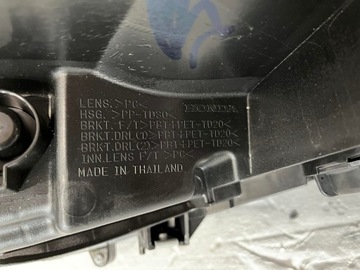 LENS.>PC<
HONDA
HSG. >PP-TD30<
BRKT. F/T>PBT+PET-TD20<
BRKT.DRL(1)>PBT+PET-TD20<
BRKT.DRL(2)>PBT+PET-TD20<
INN.LENS F/T >PC<
MADE IN THAILAND